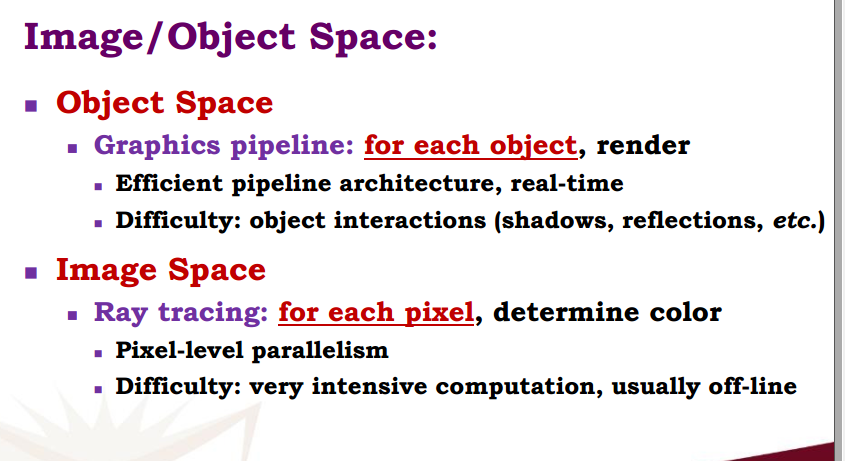 Image/Object Space:
▪ Object Space
▪ Graphics pipeline: for each object, render
▪ Efficient pipeline architecture, real-time
▪ Difficulty: object interactions (shadows, reflections, etc.)
▪ Image Space
▪ Ray tracing: for each pixel, determine color
▪ Pixel-level parallelism
▪ Difficulty: very intensive computation, usually off-line